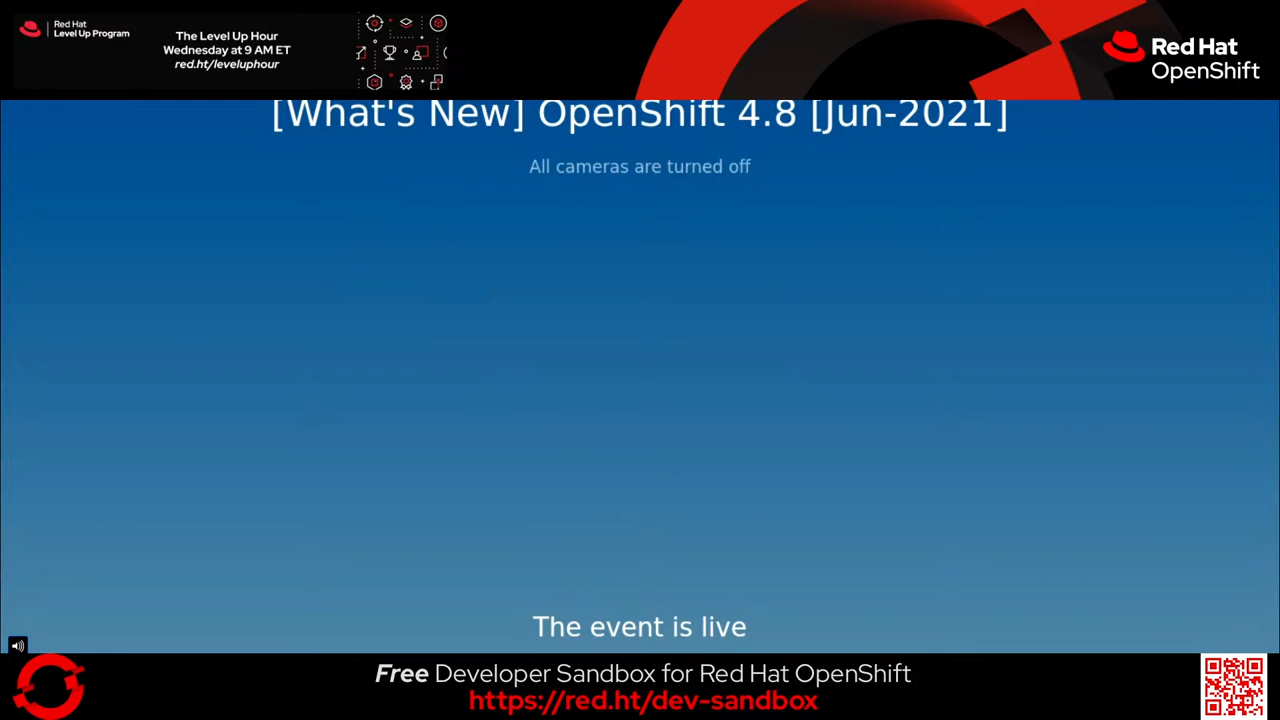 Red Hat
Level Up Program
The Level Up Hour
Wednesday at 9 AM ET
red.ht/leveluphour
Red Hat
OpenShift
[What's New] OpenShift 4.8 [Jun-2021]
All cameras are turned off
The event is live
Free Developer Sandbox for Red Hat OpenShift
https://red.ht/dev-sandbox